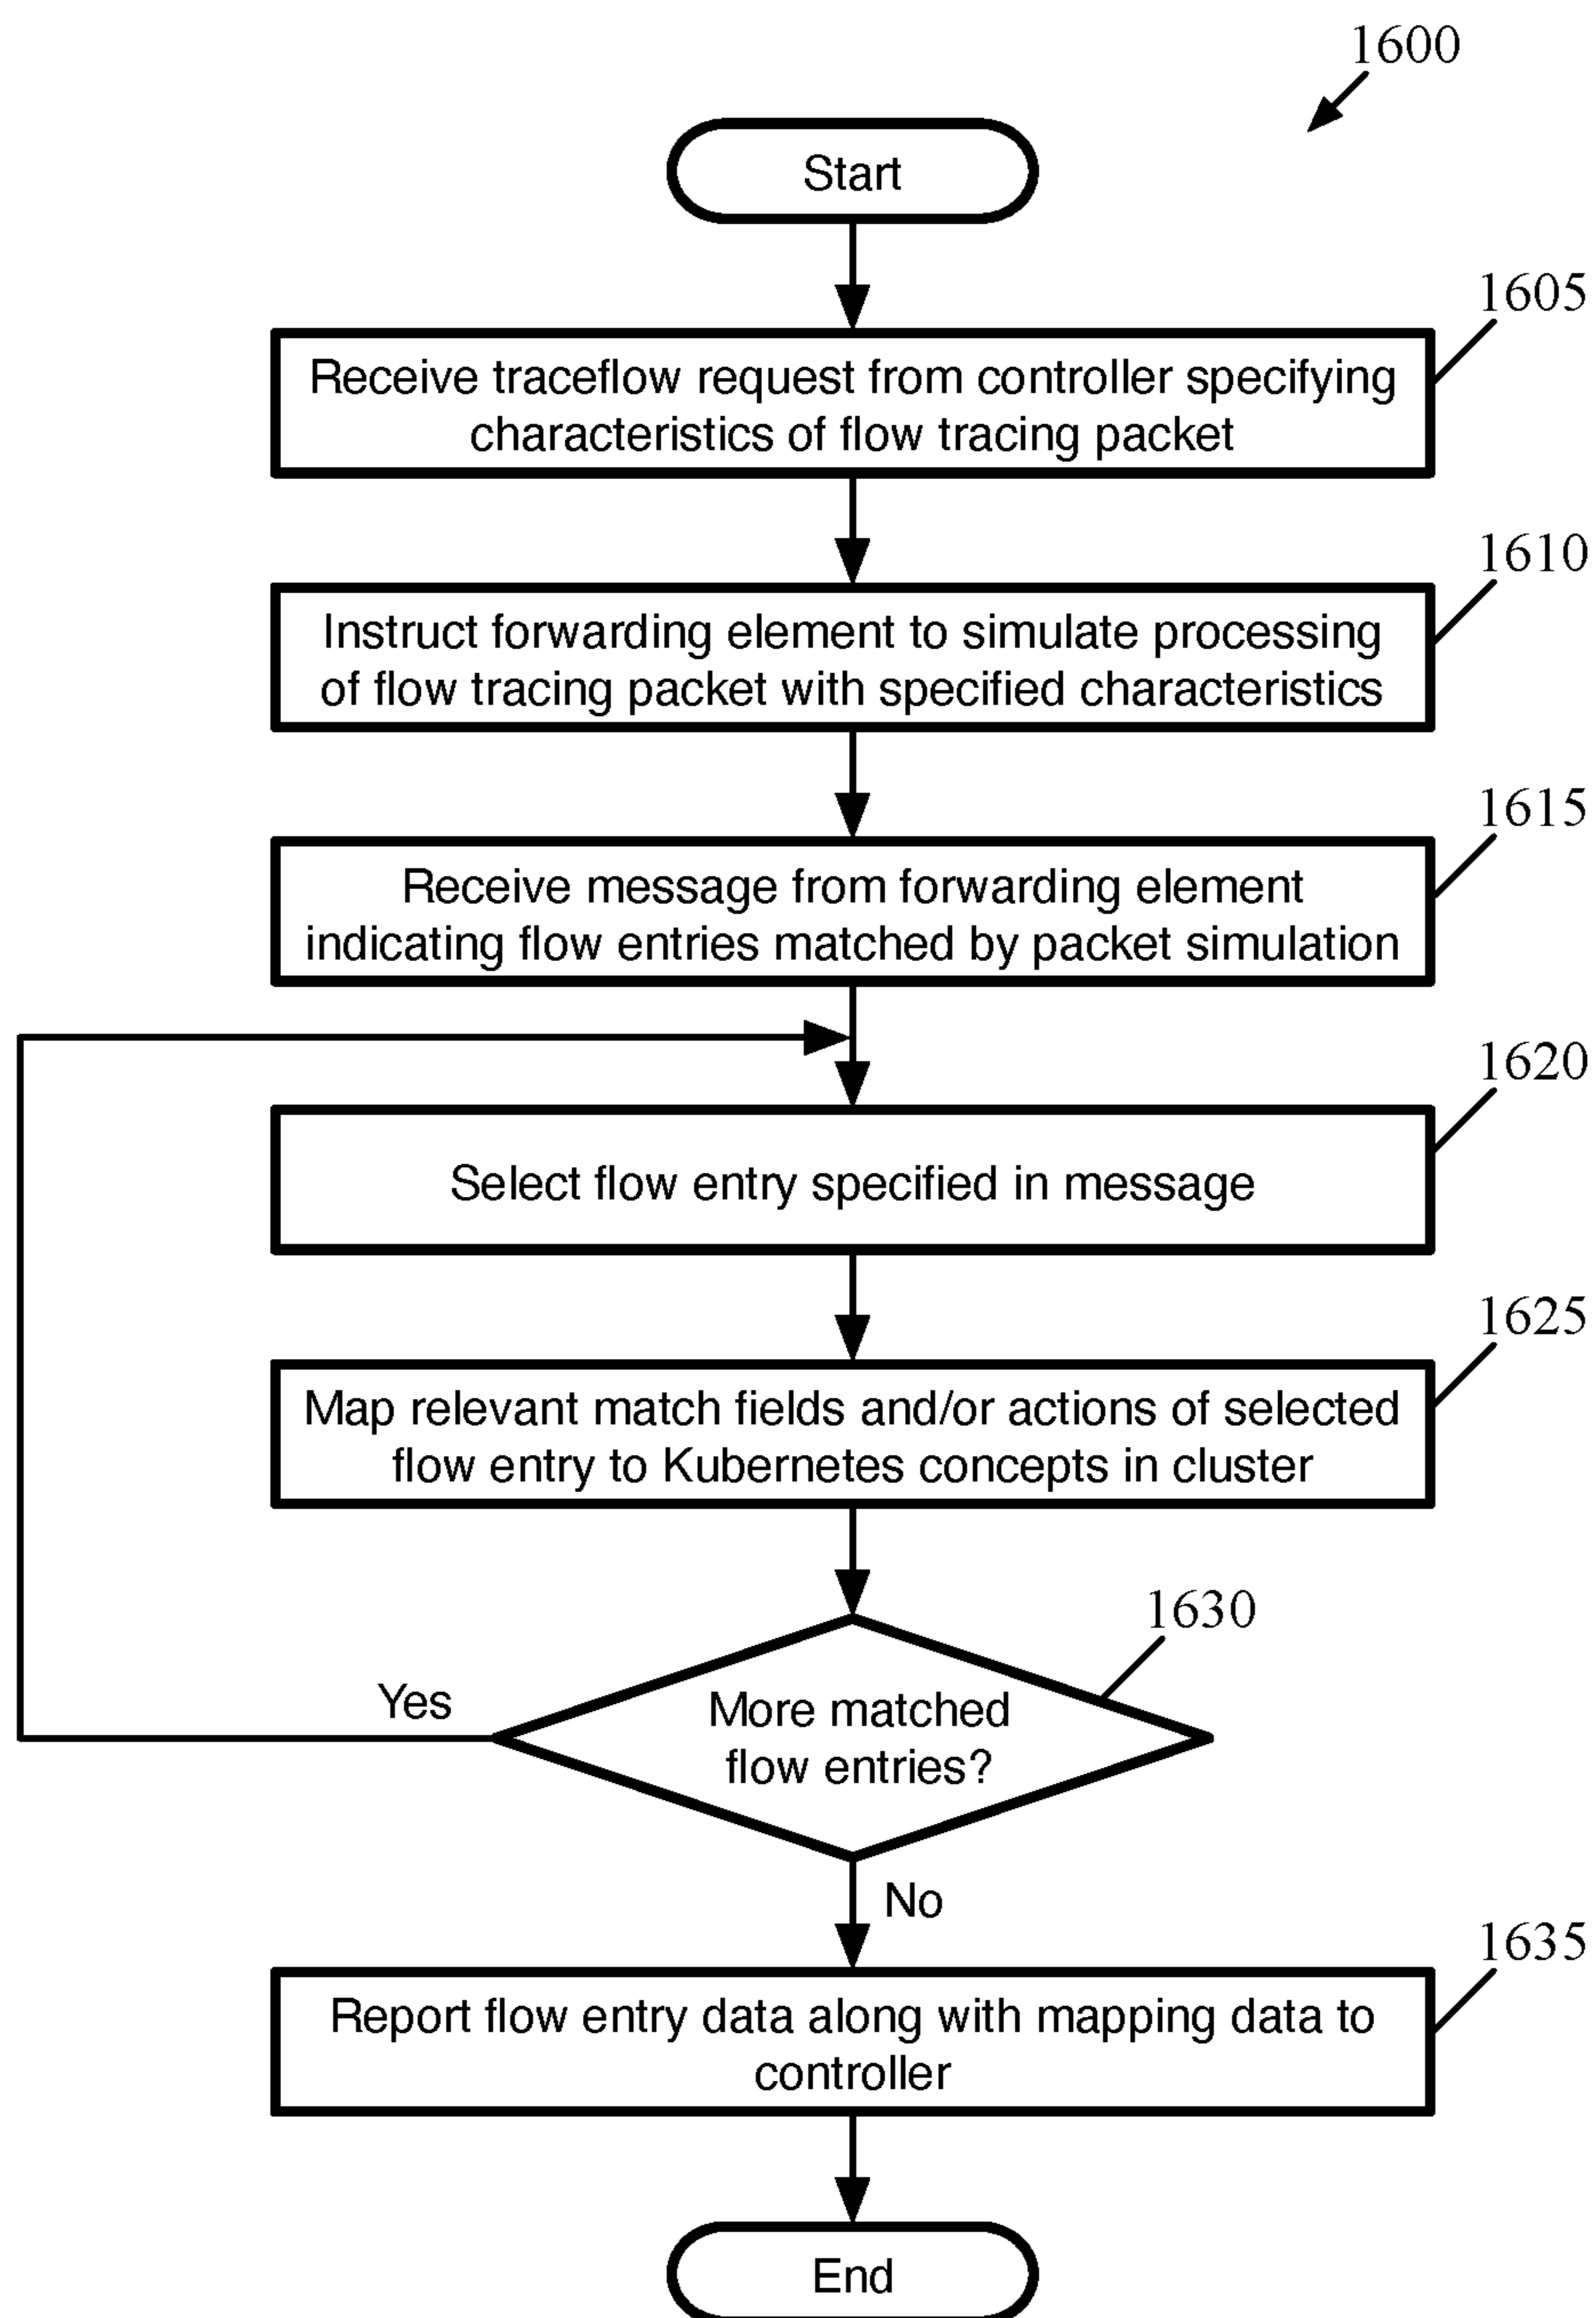 1600
Start
1605
Receive traceflow request from controller specifying
characteristics of flow tracing packet
1610
Instruct forwarding element to simulate processing
of flow tracing packet with specified characteristics
1615
Receive message from forwarding element
indicating flow entries matched by packet simulation
1620
Select flow entry specified in message
1625
Map relevant match fields and/or actions of selected
flow entry to Kubernetes concepts in cluster
1630
Yes
More matched
flow entries?
No
1635
Report flow entry data along with mapping data to
controller
End